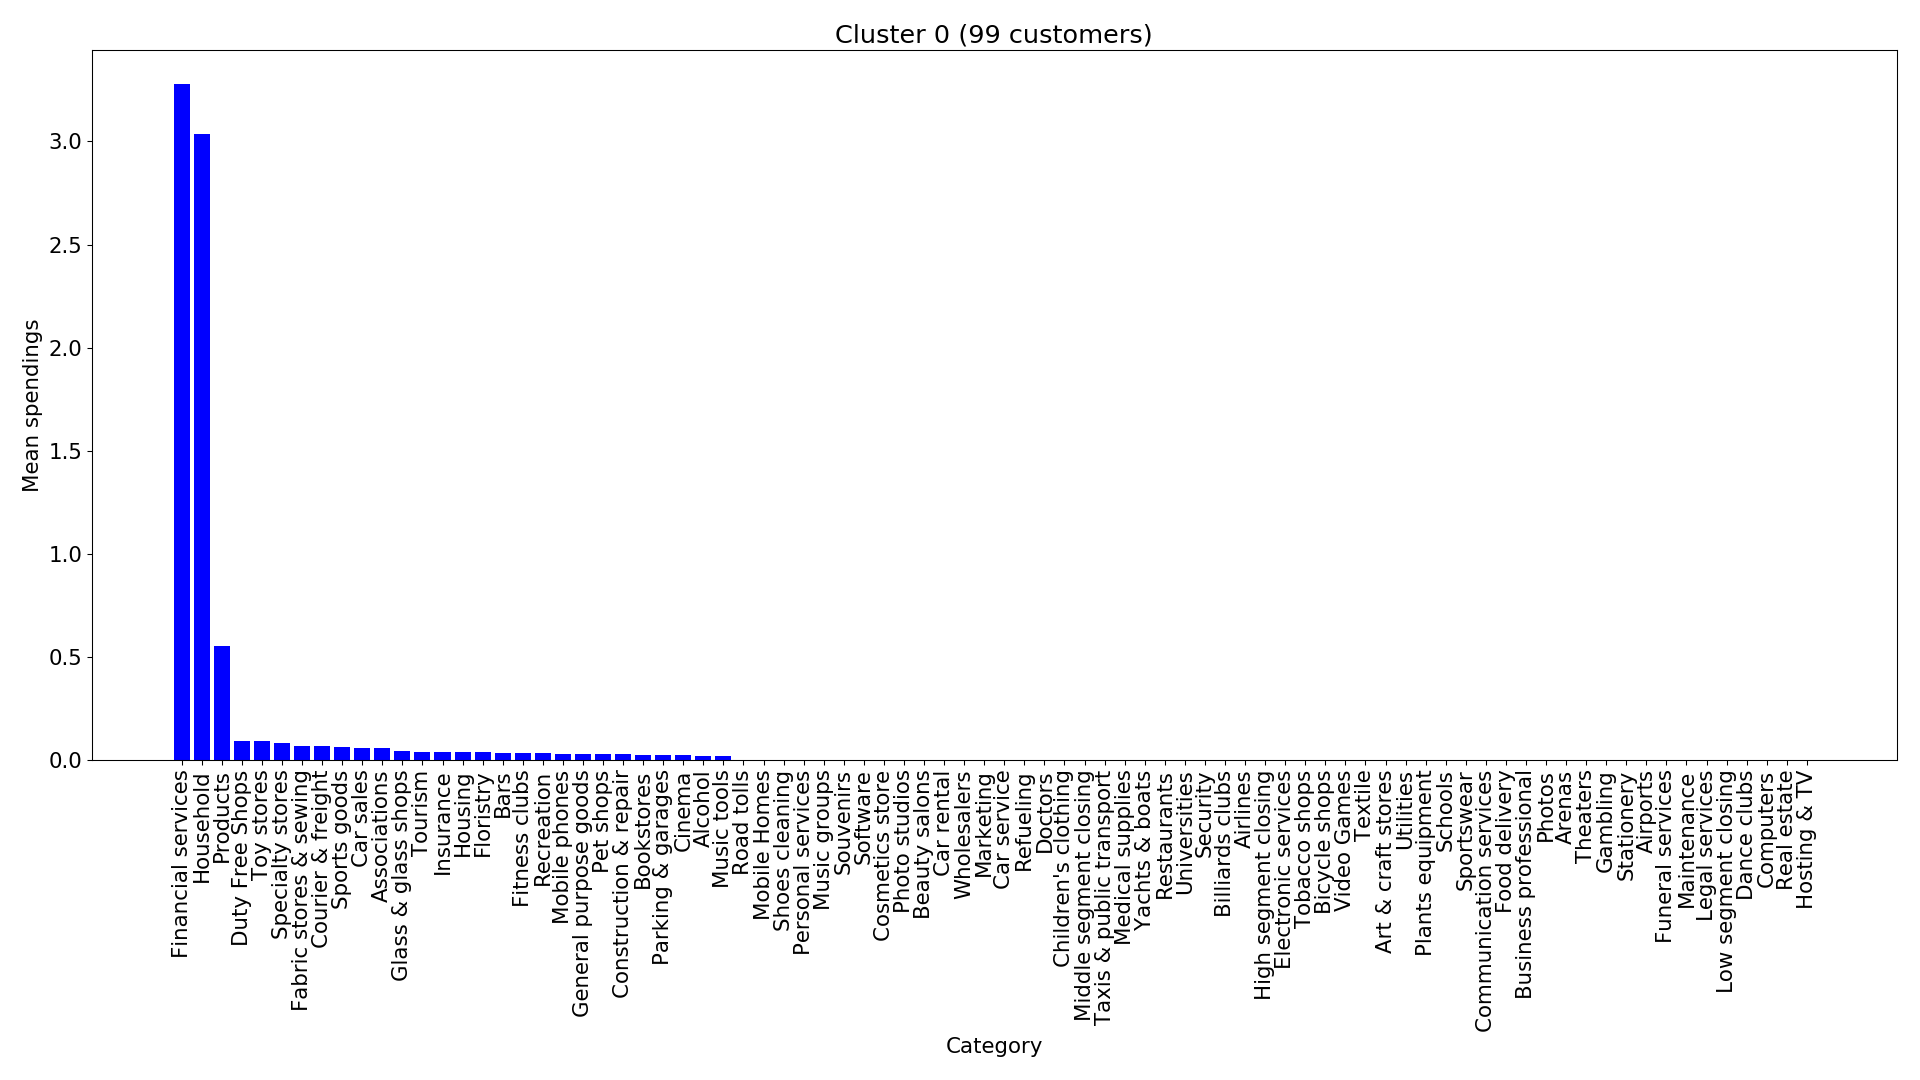 Cluster 0 (99 customers)
Mean spendings
3.0
2.5
2.0
1.5
1.0
0.5
0.0
Financial services
Household
Products
Duty Free Shops
Toy stores
Specialty stores
Fabric stores & sewing
Courier & freight
Sports goods
Car sales
Associations
Glass & glass shops
Tourism
Insurance
Housing
Floristry
Bars
Fitness clubs
Recreation
Mobile phones
General purpose goods
Pet shops
Construction & repair
Bookstores
Parking & garages
Cinema
Alcohol
Music tools
Road tolls
Mobile Homes
Shoes cleaning
Personal services
Music groups
Souvenirs
Software
Cosmetics store
Photo studios
Beauty salons
Car rental
Wholesalers
Marketing
Car service
Refueling
Doctors
Children's clothing
Middle segment closing
Taxis & public transport
Medical supplies
Yachts & boats
Restaurants
Universities
Security
Billiards clubs
Airlines
High segment closing
Electronic services
Tobacco shops
Bicycle shops
Video Games
Textile
Art & craft stores
Utilities
Plants equipment
Schools
Sportswear
Communication services
Food delivery
Business professional
Photos
Arenas
Theaters
Gambling
Stationery
Airports
Funeral services
Maintenance
Legal services
Low segment closing
Dance clubs
Computers
Real estate
Hosting & TV
Category